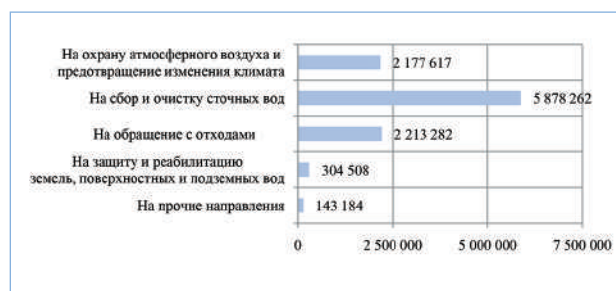 На охрану атмосферного воздуха и
предотвращение изменения климата
2 177 617
На сбор и очистку сточных вод
5 878 262
На обращение с отходами
2 213 282
На защиту и реабилитацию
земель, поверхностных и подземных вод
304 508
На прочие направления
143 184
0 2 500 000 5 000 000 7 500 000